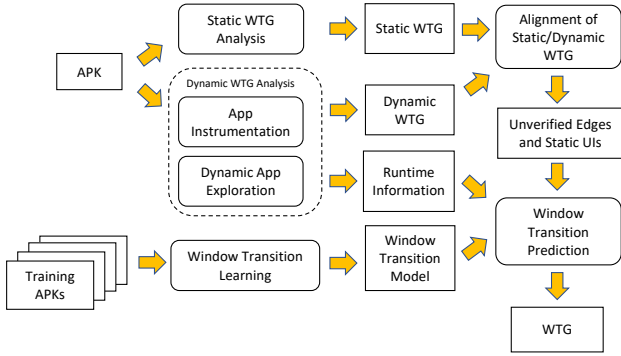 Static WTG
Analysis
Static WTG
Alignment of
Static/Dynamic
WTG
APK
Dynamic WTG Analysis
App
Instrumentation
Dynamic
WTG
Unverified Edges
and Static UIs
Dynamic App
Exploration
Runtime
Information
Window
Transition
Prediction
Training
APKs
Window Transition
Learning
Window
Transition
Model
WTG